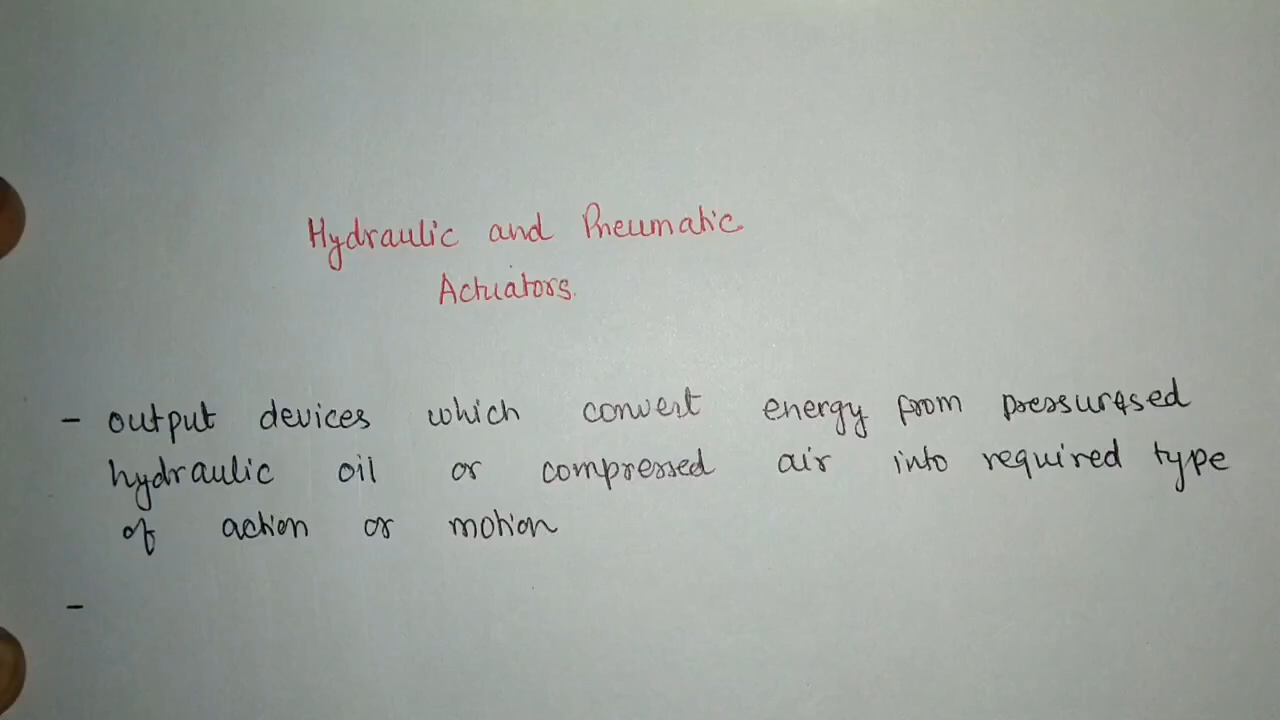 Hydraulic and Pneumatic
Actuators.
- output devices which convert energy from pressurised
hydraulic oil or compressed air into required type
of action or motion
-